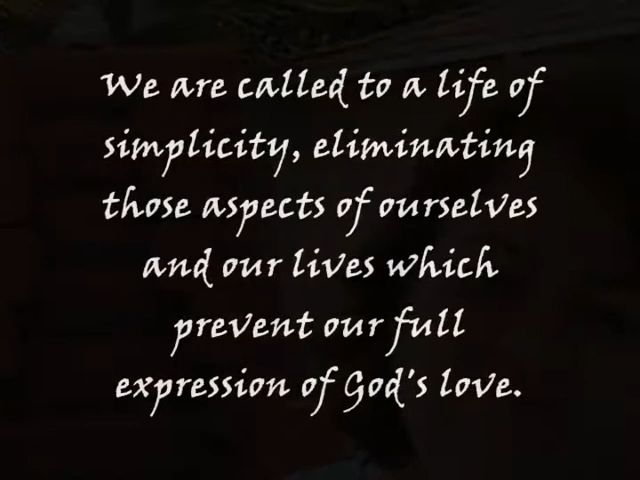 We are called to a life of
simplicity, eliminating
those aspects of ourselves
and our lives which
prevent our full
expression of God's love.